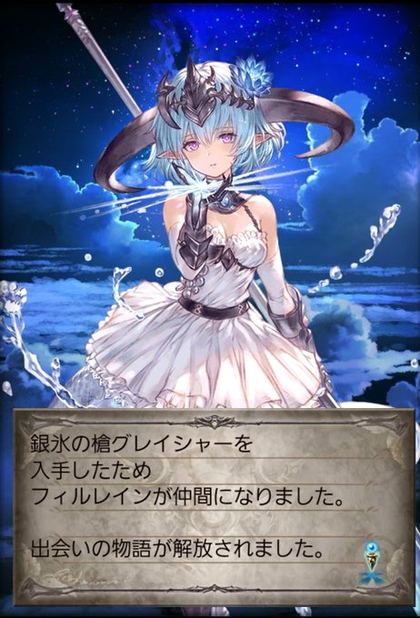 銀氷の槍グレイシャーを
入手したため
フィルレインが仲間になりました。
出会いの物語が解放されました。